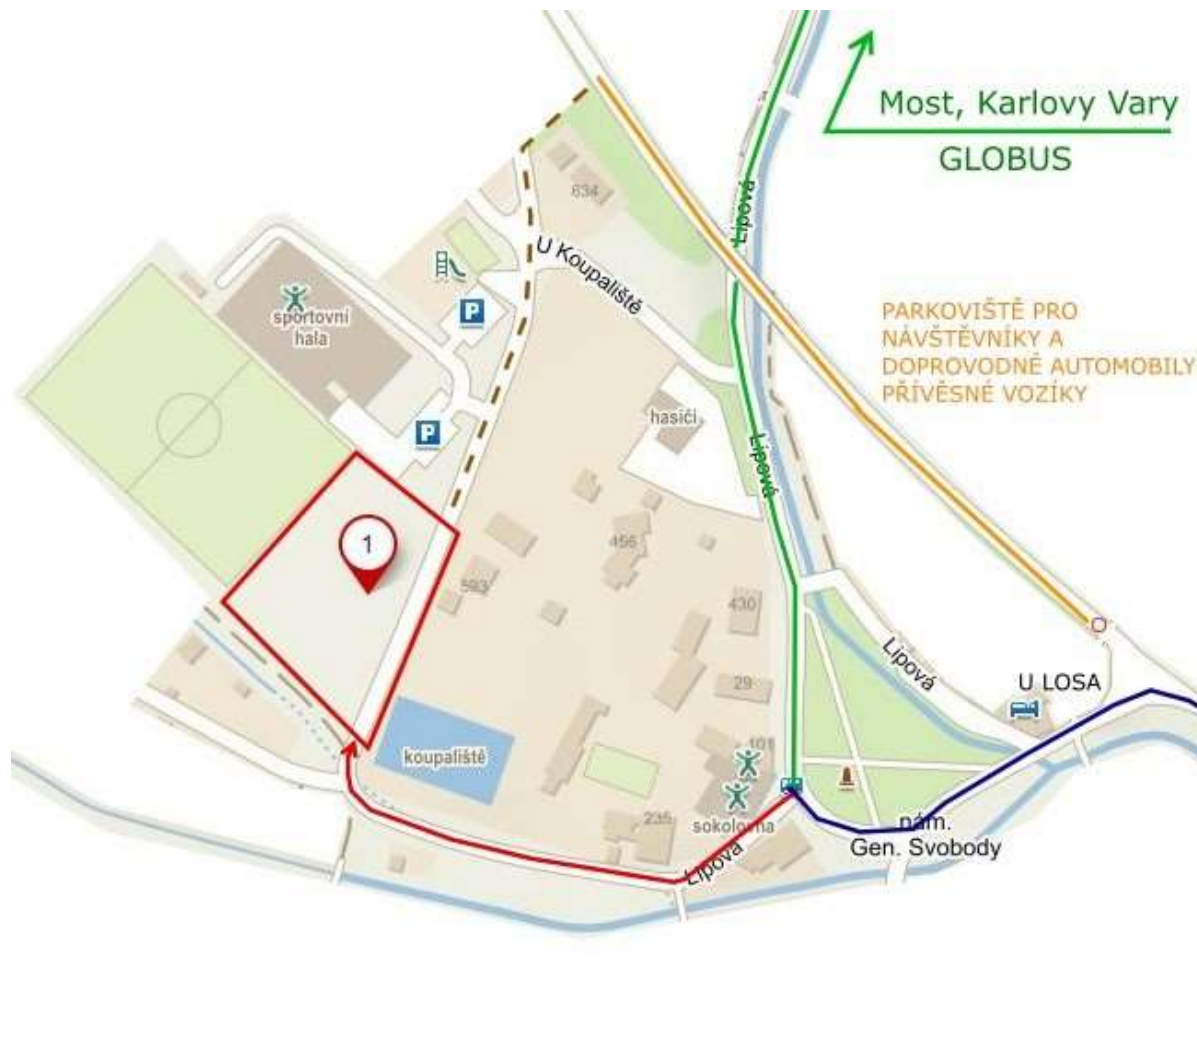 Most, Karlovy Vary
GLOBUS
Lipová
634
U Koupaliště
P
sportovní
hala
PARKOVIŠTĚ PRO
NÁVŠTĚVNÍKY A
DOPROVODNÉ AUTOMOBILY
PŘÍVĚSNÉ VOZÍKY
hasiči
P
Lipová
1
456
593
430
Lipová
29
U LOSA
koupaliště
101
235
sokolovna
nám.
Gen. Svobody
Lipová